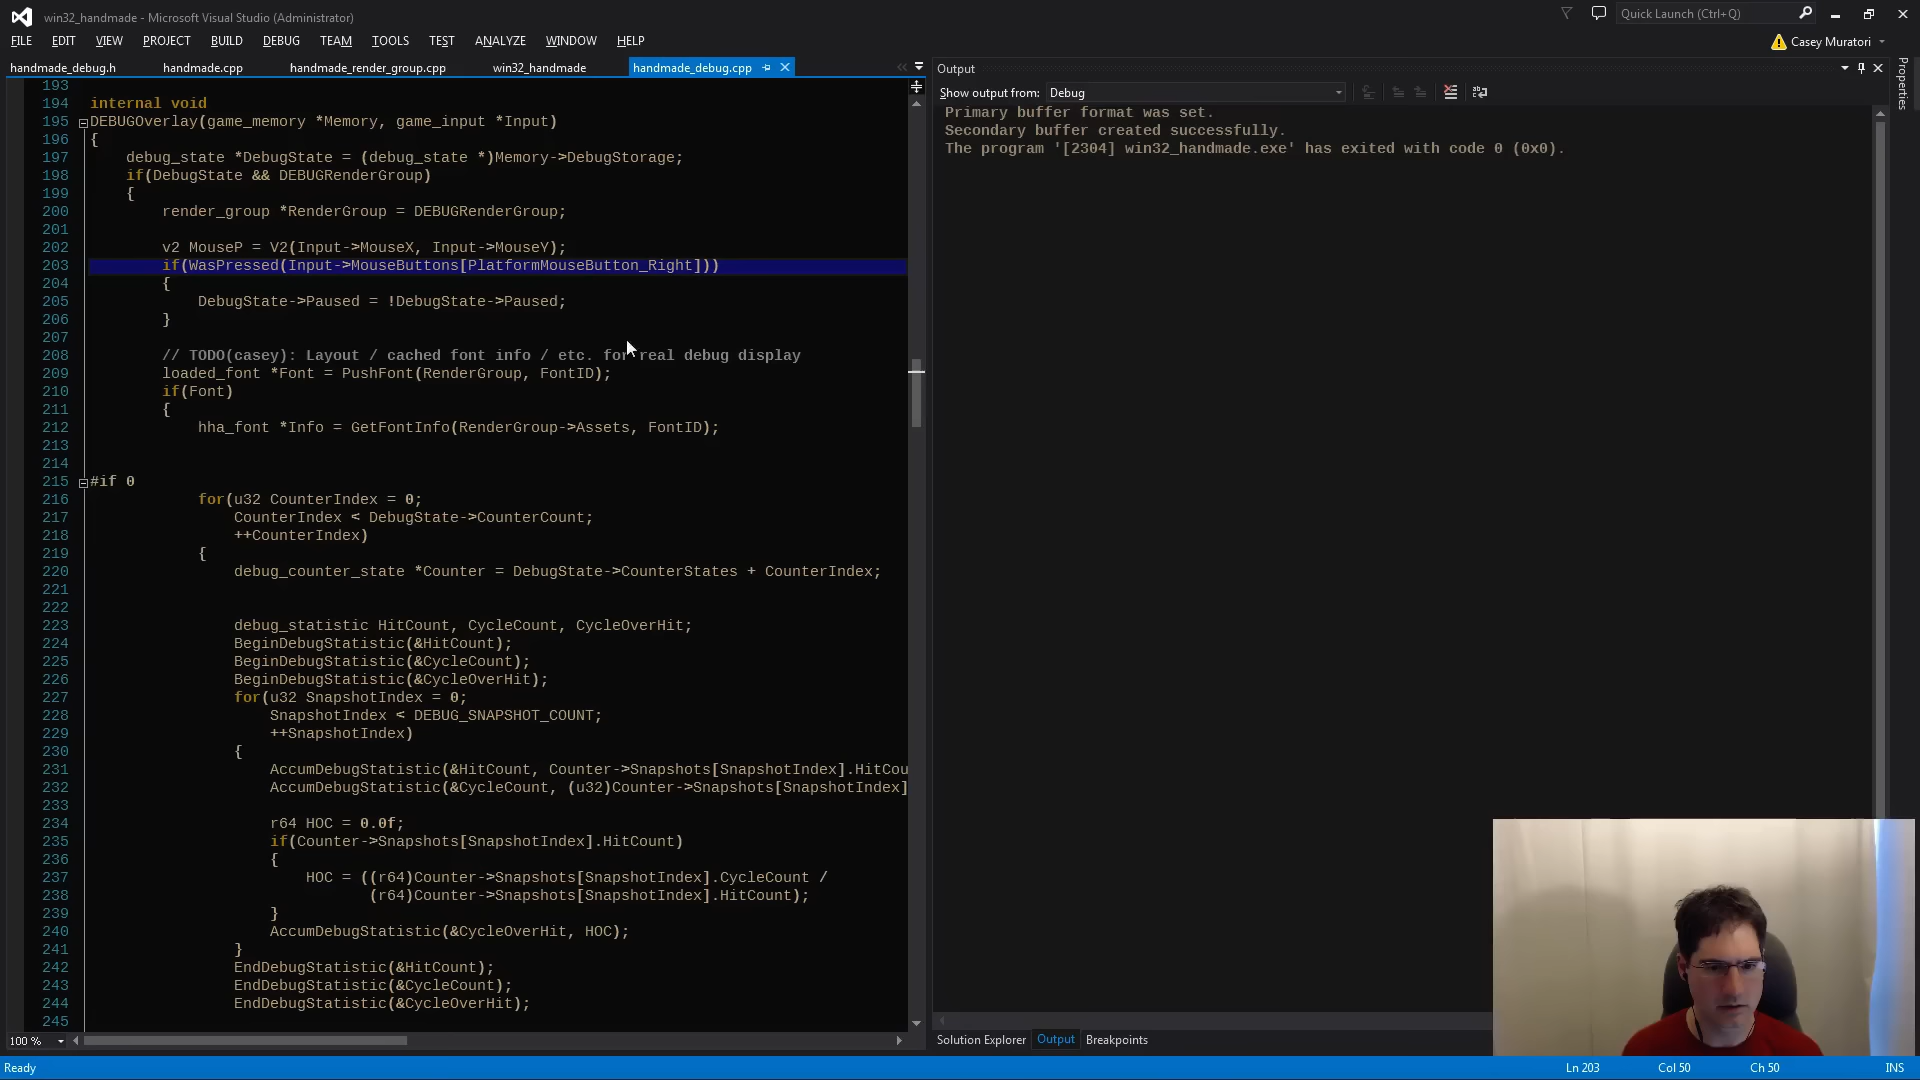 win32_handmade - Microsoft Visual Studio (Administrator)
Quick Launch (Ctrl+Q)
FILE EDIT VIEW PROJECT BUILD DEBUG TEAM TOOLS TEST ANALYZE WINDOW HELP
Casey Muratori
handmade_debug.h handmade.cpp handmade_render_group.cpp win32_handmade handmade_debug.cpp
Output
Properties
Show output from: Debug
Primary buffer format was set.
Secondary buffer created successfully.
The program '[2304] win32_handmade.exe' has exited with code 0 (0x0).
193
194 internal void
195 DEBUGOverlay(game_memory *Memory, game_input *Input)
196 {
197 debug_state *DebugState = (debug_state *)Memory->DebugStorage;
198 if(DebugState && DEBUGRenderGroup)
199 {
200 render_group *RenderGroup = DEBUGRenderGroup;
201
202 v2 MouseP = V2(Input->MouseX, Input->MouseY);
203 if(WasPressed(Input->MouseButtons[PlatformMouseButton_Right]))
204 {
205 DebugState->Paused = !DebugState->Paused;
206 }
207
208 // TODO(casey): Layout / cached font info / etc. for real debug display
209 loaded_font *Font = PushFont(RenderGroup, FontID);
210 if(Font)
211 {
212 hha_font *Info = GetFontInfo(RenderGroup->Assets, FontID);
213
214
215 #if 0
216 for(u32 CounterIndex = 0;
217 CounterIndex < DebugState->CounterCount;
218 ++CounterIndex)
219 {
220 debug_counter_state *Counter = DebugState->CounterStates + CounterIndex;
221
222
223 debug_statistic HitCount, CycleCount, CycleOverHit;
224 BeginDebugStatistic(&HitCount);
225 BeginDebugStatistic(&CycleCount);
226 BeginDebugStatistic(&CycleOverHit);
227 for(u32 SnapshotIndex = 0;
228 SnapshotIndex < DEBUG_SNAPSHOT_COUNT;
229 ++SnapshotIndex)
230 {
231 AccumDebugStatistic(&HitCount, Counter->Snapshots[SnapshotIndex].HitCou
232 AccumDebugStatistic(&CycleCount, (u32)Counter->Snapshots[SnapshotIndex]
233
234 r64 HOC = 0.0f;
235 if(Counter->Snapshots[SnapshotIndex].HitCount)
236 {
237 HOC = ((r64)Counter->Snapshots[SnapshotIndex].CycleCount /
238 (r64)Counter->Snapshots[SnapshotIndex].HitCount);
239 }
240 AccumDebugStatistic(&CycleOverHit, HOC);
241 }
242 EndDebugStatistic(&HitCount);
243 EndDebugStatistic(&CycleCount);
244 EndDebugStatistic(&CycleOverHit);
245
100 %
Solution Explorer Output Breakpoints
Ready Ln 203 Col 50 Ch 50 INS